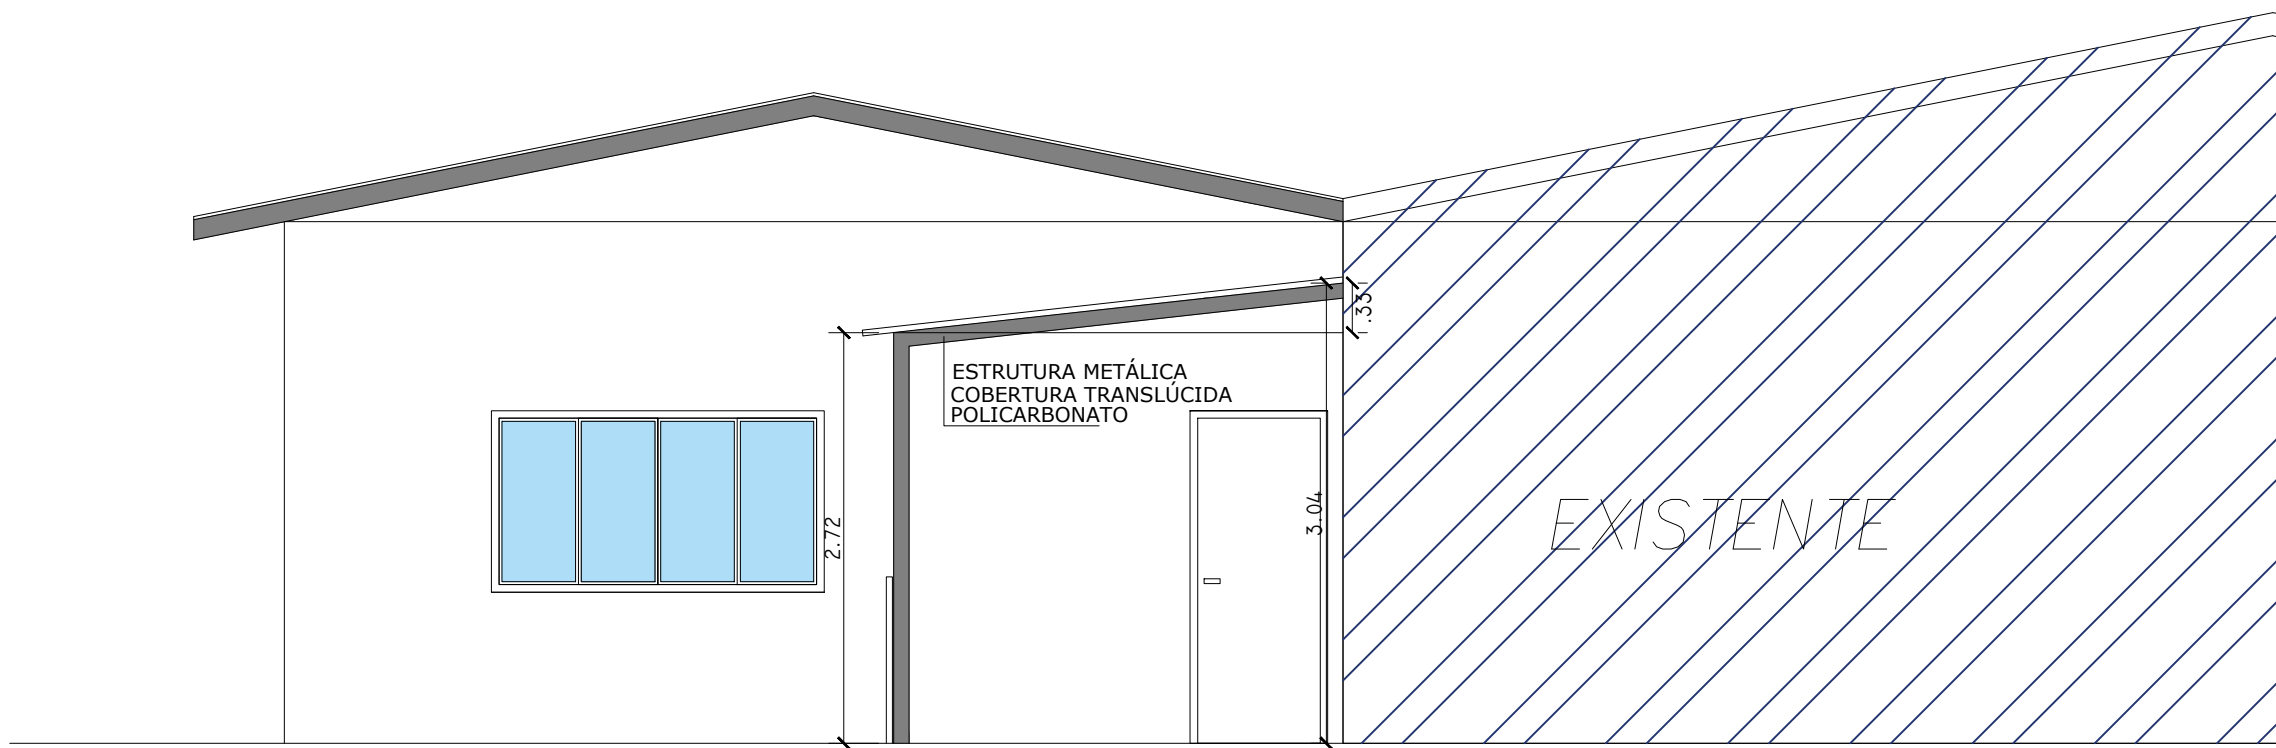 .33
ESTRUTURA METÁLICA
COBERTURA TRANSLÚCIDA
POLICARBONATO
2.72
3.04
EXISTENTE